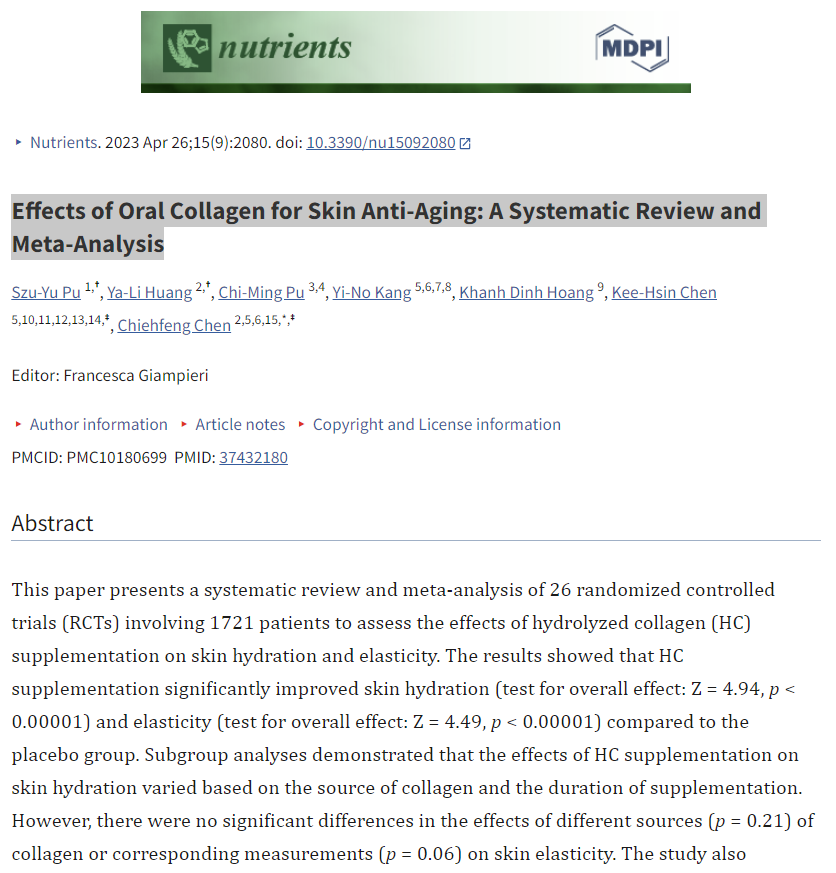 nutrients
MDPI
Nutrients. 2023 Apr 26;15(9):2080. doi: 10.3390/nu15092080
Effects of Oral Collagen for Skin Anti-Aging: A Systematic Review and
Meta-Analysis
Szu-Yu Pu 1,†, Ya-Li Huang 2,†, Chi-Ming Pu 3,4, Yi-No Kang 5,6,7,8, Khanh Dinh Hoang 9, Kee-Hsin Chen
5,10,11,12,13,14,‡, Chiehfeng Chen 2,5,6,15,*,‡
Editor: Francesca Giampieri
Author information Article notes Copyright and License information
PMCID: PMC10180699 PMID: 37432180
Abstract
This paper presents a systematic review and meta-analysis of 26 randomized controlled
trials (RCTs) involving 1721 patients to assess the effects of hydrolyzed collagen (HC)
supplementation on skin hydration and elasticity. The results showed that HC
supplementation significantly improved skin hydration (test for overall effect: Z = 4.94, p <
0.00001) and elasticity (test for overall effect: Z = 4.49, p < 0.00001) compared to the
placebo group. Subgroup analyses demonstrated that the effects of HC supplementation on
skin hydration varied based on the source of collagen and the duration of supplementation.
However, there were no significant differences in the effects of different sources (p = 0.21) of
collagen or corresponding measurements (p = 0.06) on skin elasticity. The study also